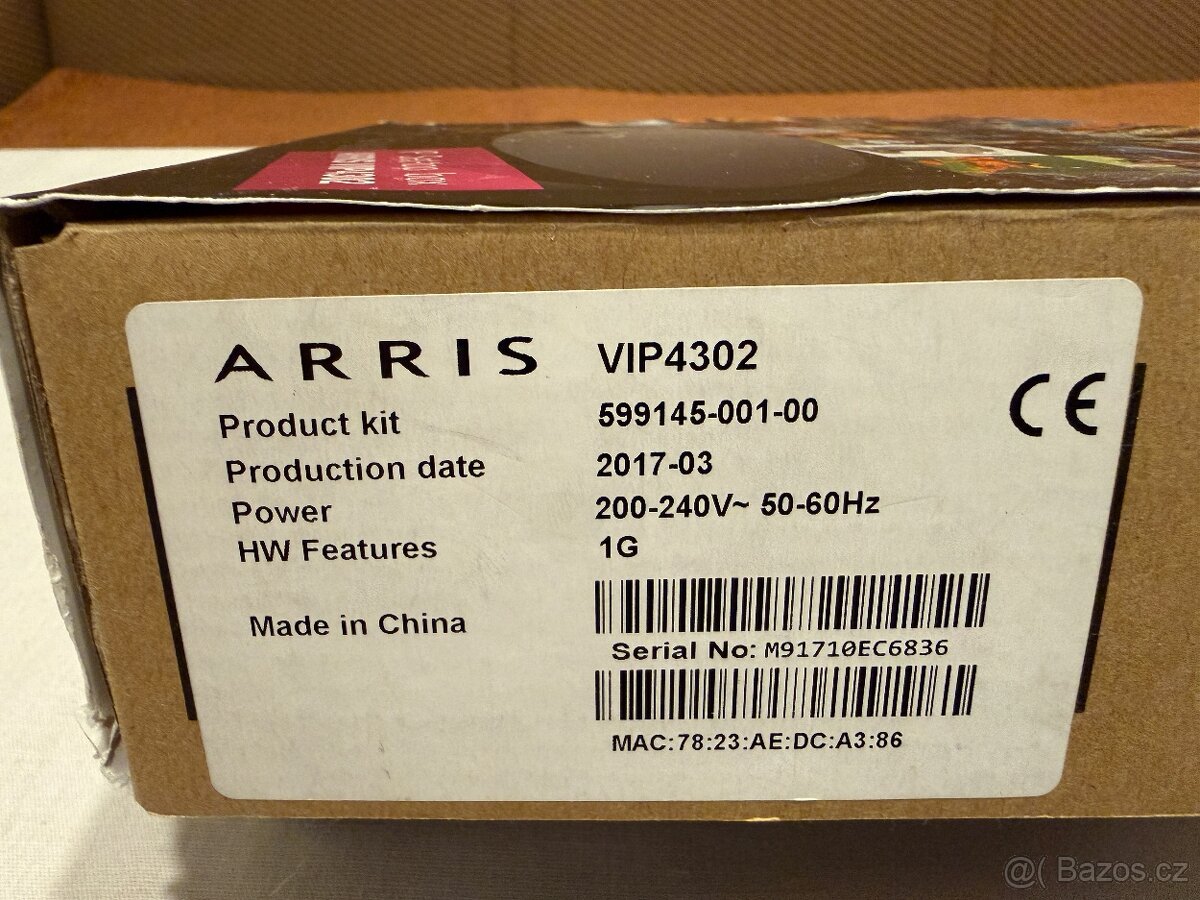 ARRIS VIP4302
Product kit 599145-001-00
Production date 2017-03
Power 200-240V~ 50-60Hz
HW Features 1G
Made in China
Serial No: M91710EC6836
MAC:78:23:AE:DC:A3:86
CE
@( Bazos.cz